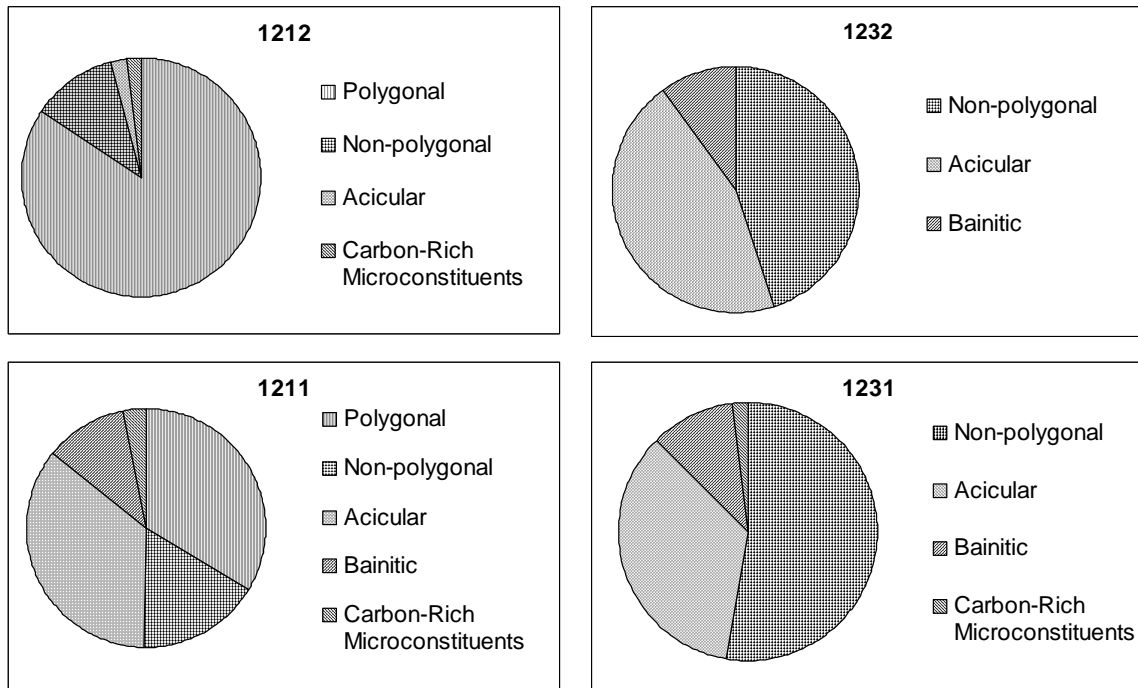 1212
Polygonal
Non-polygonal
Acicular
Carbon-Rich
Microconstituents
1232
Non-polygonal
Acicular
Bainitic
1211
Polygonal
Non-polygonal
Acicular
Bainitic
Carbon-Rich
Microconstituents
1231
Non-polygonal
Acicular
Bainitic
Carbon-Rich
Microconstituents